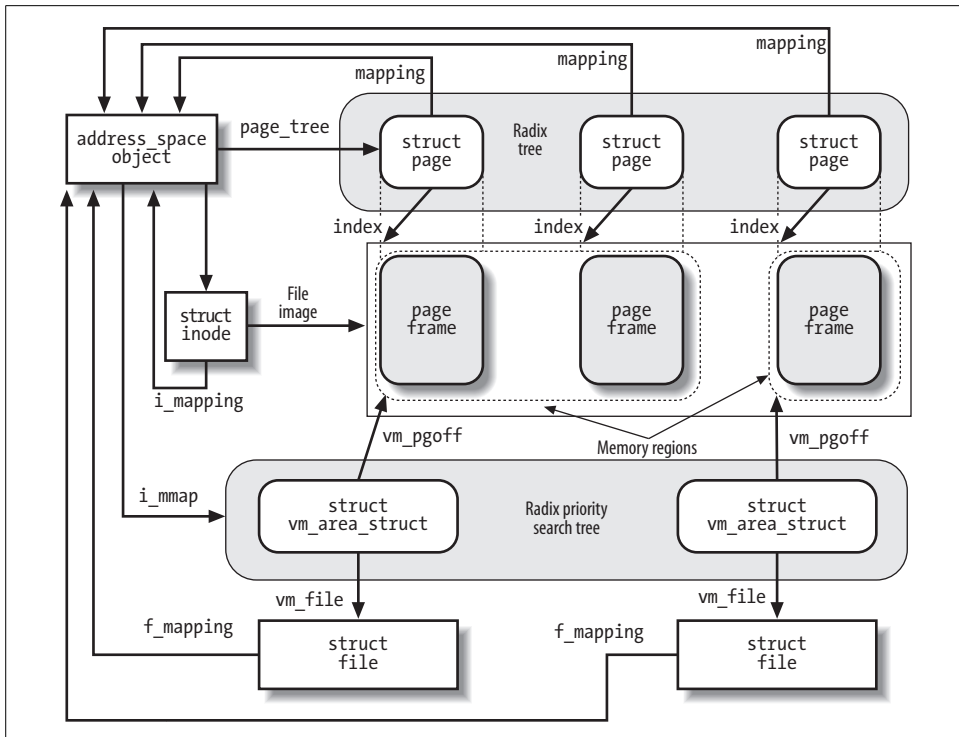 mapping
mapping
mapping
address_space
object
page_tree
struct
page
Radix
tree
struct
page
struct
page
index
index
index
struct
inode
File
image
page
frame
page
frame
page
frame
i_mapping
vm_pgoff
Memory regions
vm_pgoff
i_mmap
struct
vm_area_struct
Radix priority
search tree
struct
vm_area_struct
vm_file
vm_file
f_mapping
struct
file
f_mapping
struct
file